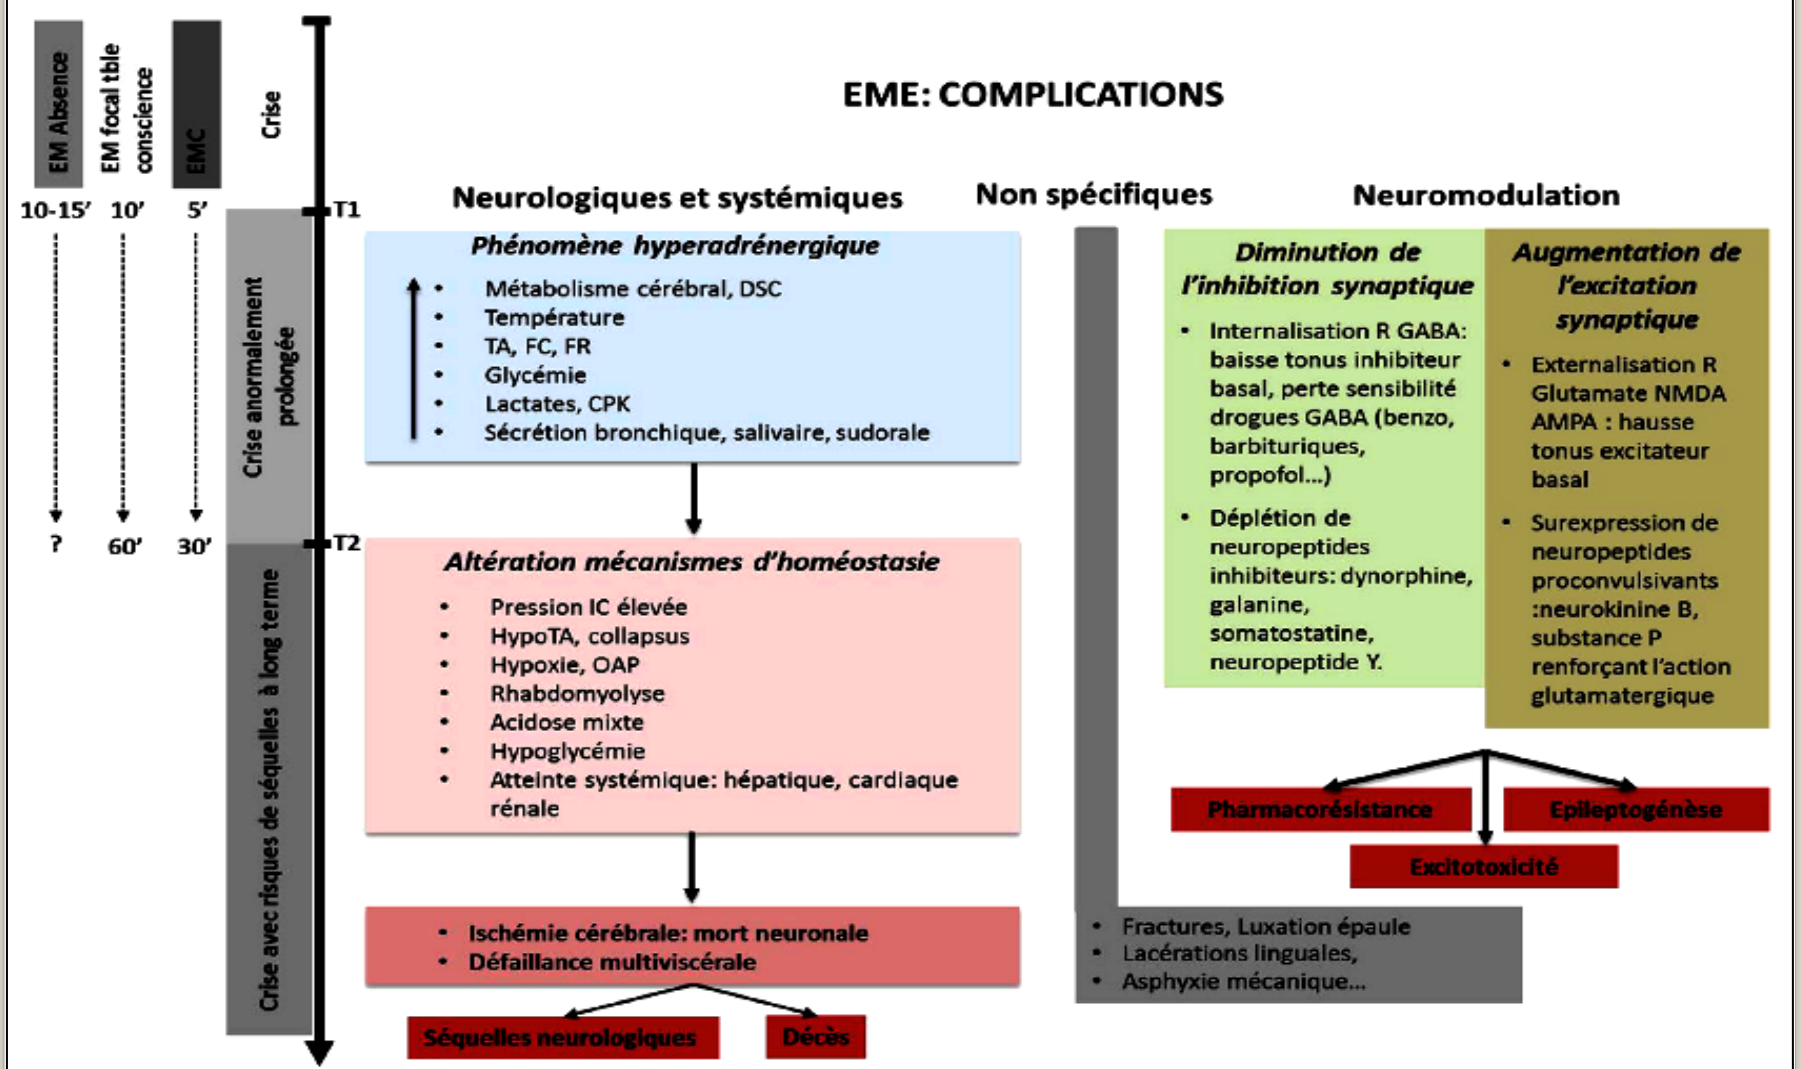 EME: COMPLICATIONS
EM Absence
EM focal tble
conscience
EMC
Crise
10-15’
10’
5’
T1
Crise anormalement
prolongée
?
60’
30’
T2
Crise avec risques de séquelles à long terme
Neurologiques et systémiques
Phénomène hyperadrénergique
• Métabolisme cérébral, DSC
• Température
• TA, FC, FR
• Glycémie
• Lactates, CPK
• Sécrétion bronchique, salivaire, sudorale
Altération mécanismes d’homéostasie
• Pression IC élevée
• HypoTA, collapsus
• Hypoxie, OAP
• Rhabdomyolyse
• Acidose mixte
• Hypoglycémie
• Atteinte systémique: hépatique, cardiaque
rénale
• Ischémie cérébrale: mort neuronale
• Défaillance multiviscérale
Séquelles neurologiques
Décès
Non spécifiques
• Fractures, Luxation épaule
• Lacérations linguales,
• Asphyxie mécanique...
Neuromodulation
Diminution de
l’inhibition synaptique
• Internalisation R GABA:
baisse tonus inhibiteur
basal, perte sensibilité
drogues GABA (benzo,
barbituriques,
propofol...)
• Déplétion de
neuropeptides
inhibiteurs: dynorphine,
galanine,
somatostatine,
neuropeptide Y.
Augmentation de
l’excitation
synaptique
• Externalisation R
Glutamate NMDA
AMPA : hausse
tonus excitateur
basal
• Surexpression de
neuropeptides
proconvulsivants
:neurokinine B,
substance P
renforçant l’action
glutamatergique
Pharmacorésistance
Epileptogénèse
Excitotoxicité